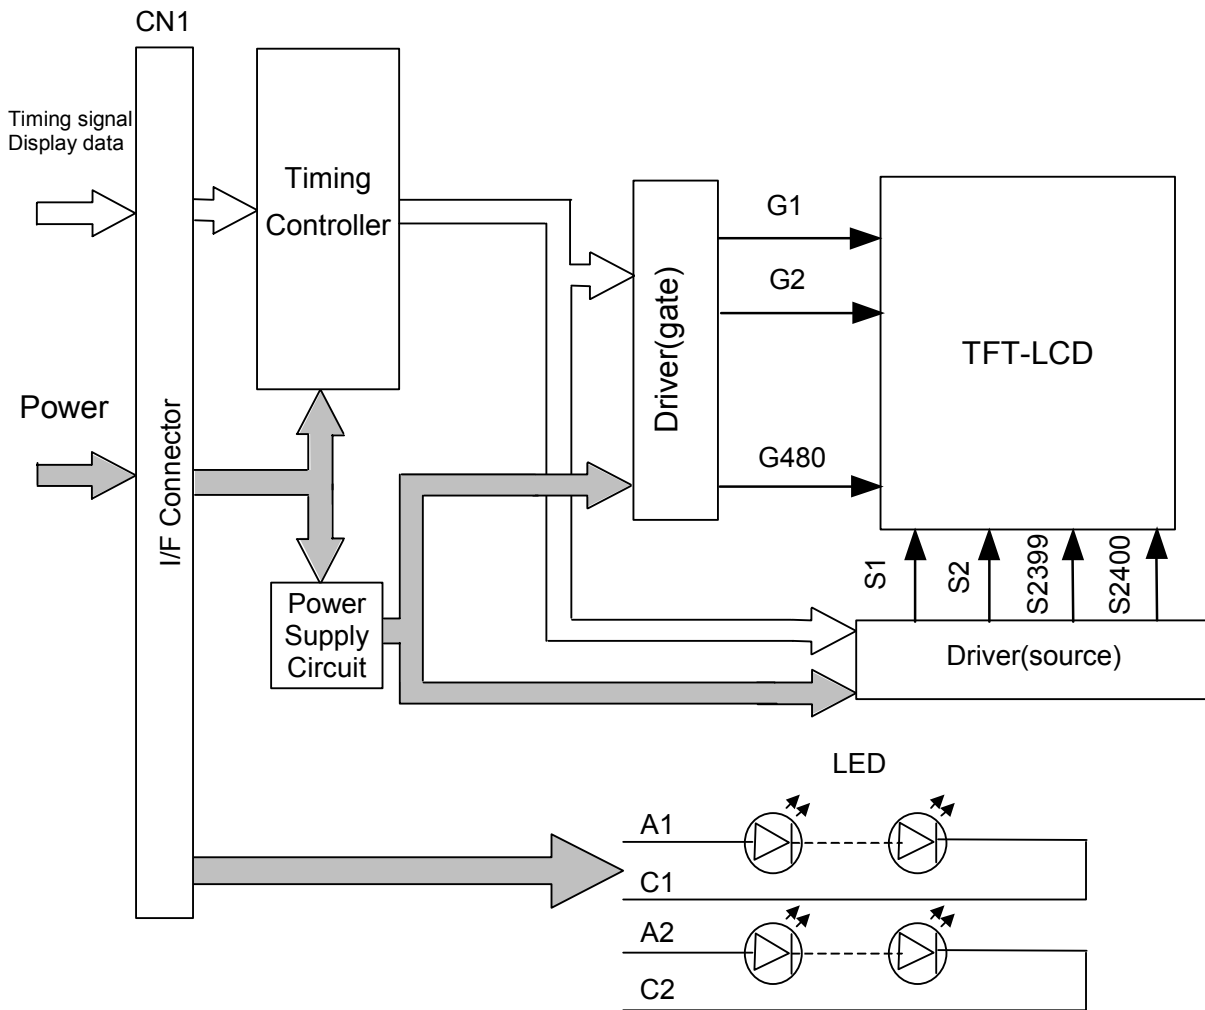 CN1
Timing signal
Display data
Timing
Controller
Power
I/F Connector
Driver(gate)
G1
G2
G480
TFT-LCD
S1
S2
S2399
S2400
Power
Supply
Circuit
Driver(source)
LED
A1
C1
A2
C2